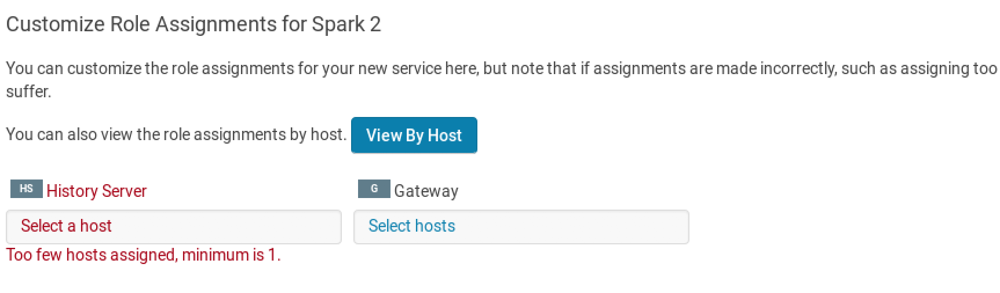 Customize Role Assignments for Spark 2
You can customize the role assignments for your new service here, but note that if assignments are made incorrectly, such as assigning too
suffer.
You can also view the role assignments by host. View By Host
HS History Server G Gateway
Select a host Select hosts
Too few hosts assigned, minimum is 1.